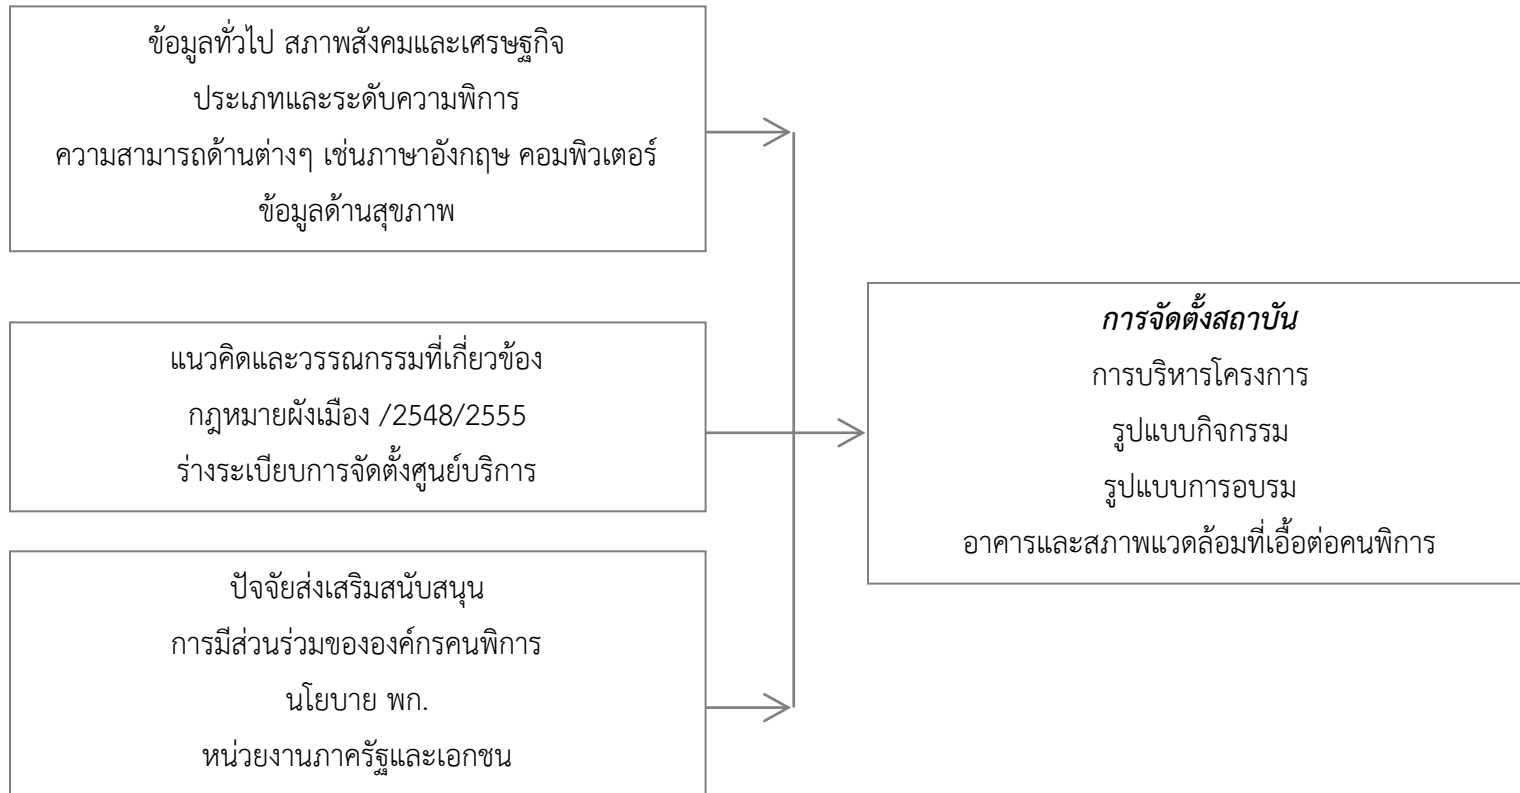 ข้อมูลทั่วไป สภาพสังคมและเศรษฐกิจ
ประเภทและระดับความพิการ
ความสามารถด้านต่างๆ เช่นภาษาอังกฤษ คอมพิวเตอร์
ข้อมูลด้านสุขภาพ
แนวคิดและวรรณกรรมที่เกี่ยวข้อง
กฎหมายผังเมือง /2548/2555
ร่างระเบียบการจัดตั้งศูนย์บริการ
ปัจจัยส่งเสริมสนับสนุน
การมีส่วนร่วมขององค์กรคนพิการ
นโยบาย พก.
หน่วยงานภาครัฐและเอกชน
การจัดตั้งสถาบัน
การบริหารโครงการ
รูปแบบกิจกรรม
รูปแบบการอบรม
อาคารและสภาพแวดล้อมที่เอื้อต่อคนพิการ